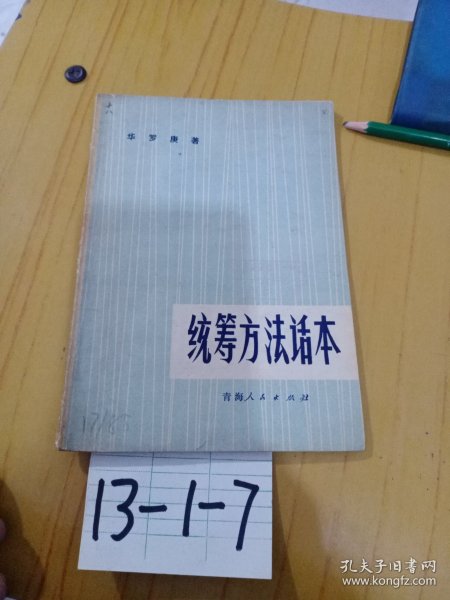 六
华罗庚著
统筹方法话本
青海人民出版社
13-1-7
孔夫子旧书网
www.kongfz.com